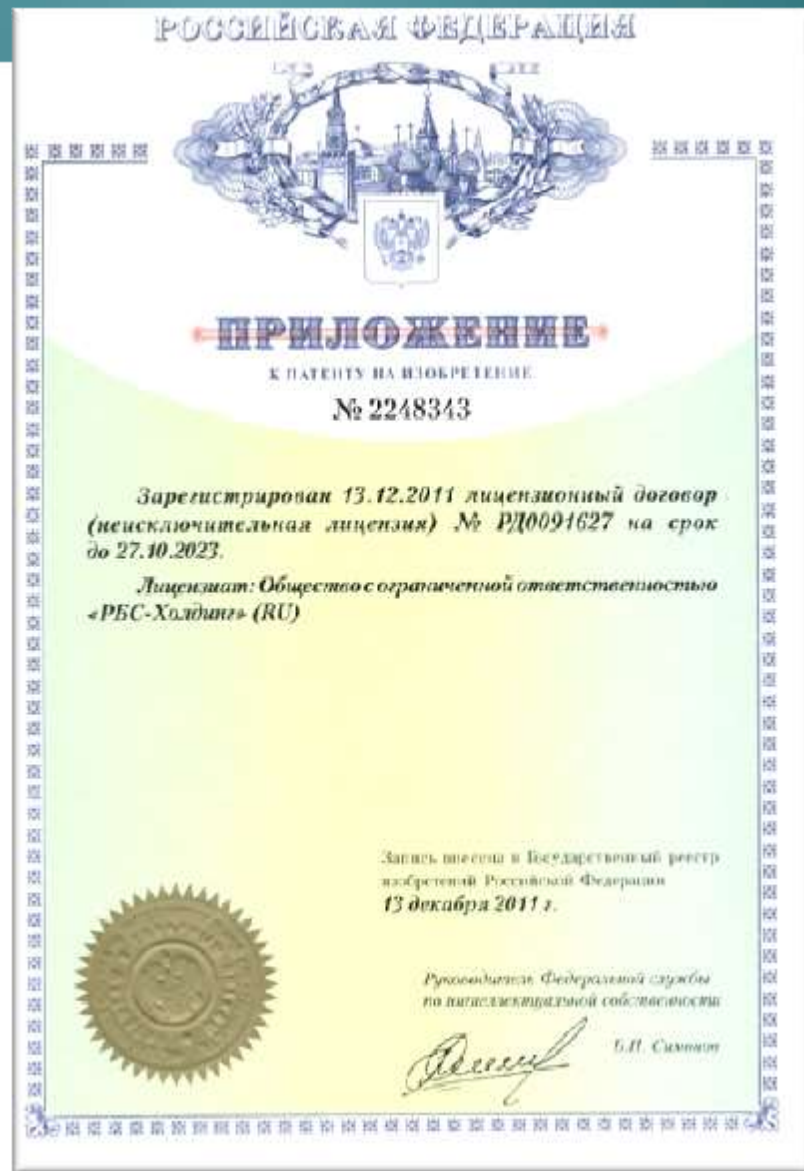 РОССИЙСКАЯ ФЕДЕРАЦИЯ
ПРИЛОЖЕНИЕ
К ПАТЕНТУ НА ИЗОБРЕТЕНИЕ
№ 2248343
Зарегистрирован 13.12.2011 лицензионный договор
(неисключительная лицензия) № РД0091627 на срок
до 27.10.2023.
Лицензиат: Общество с ограниченной ответственностью
«РБС-Холдинг» (RU)
Запись внесена в Государственный реестр
изобретений Российской Федерации
13 декабря 2011 г.
Руководитель Федеральной службы
по интеллектуальной собственности
Б.П. Симонов